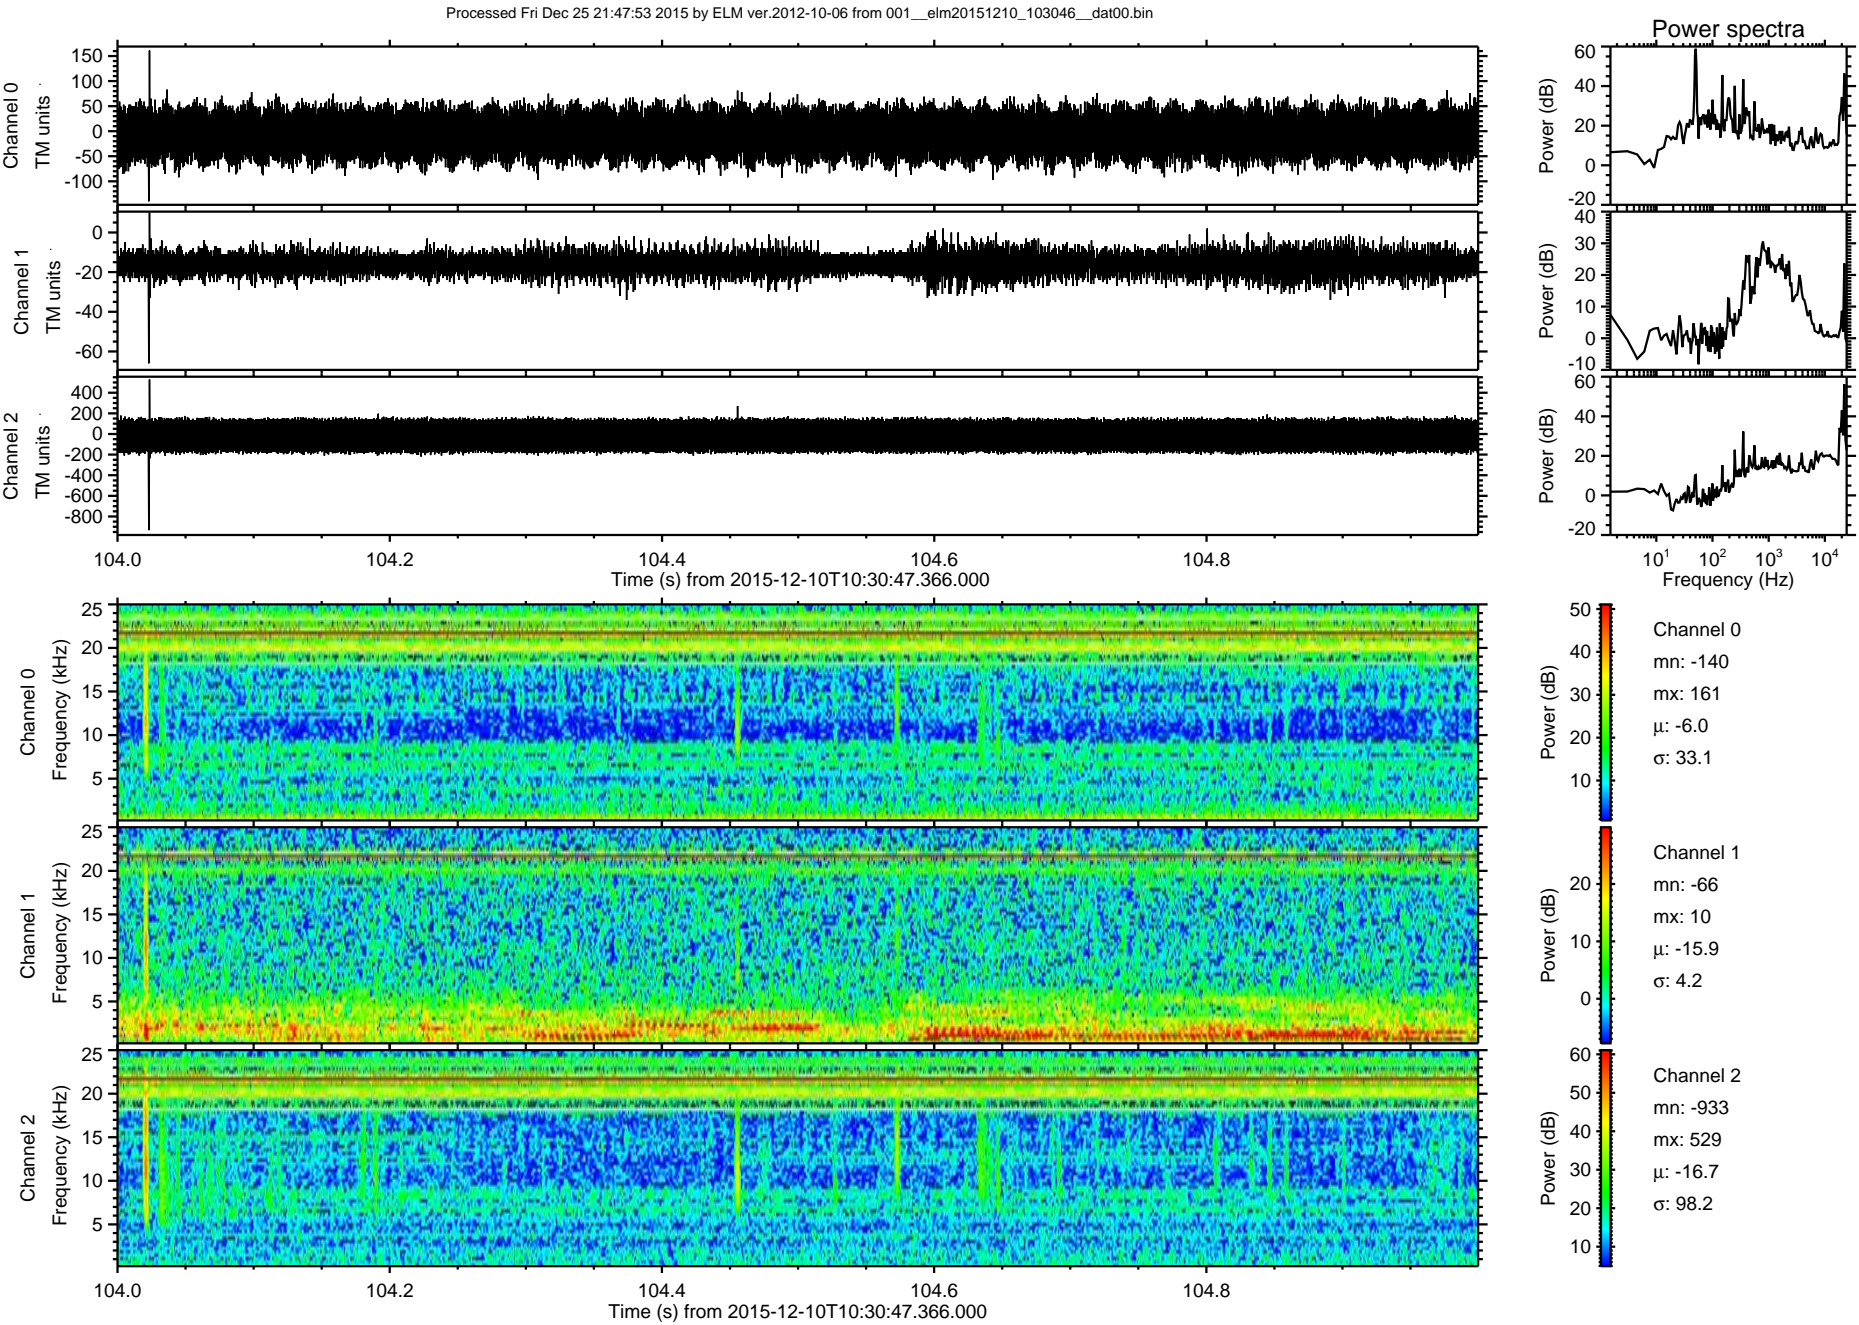 Processed Fri Dec 25 21:47:53 2015 by ELM ver.2012-10-06 from 001__elm20151210_103046__dat00.bin
Power spectra
Channel 0
TM units
150
100
50
0
-50
-100
Power (dB)
60
40
20
0
-20
Channel 1
TM units
0
-20
-40
-60
Power (dB)
40
30
20
10
0
-10
Channel 2
TM units
400
200
0
-200
-400
-600
-800
Power (dB)
60
40
20
0
-20
104.0 104.2 104.4 104.6 104.8
Time (s) from 2015-12-10T10:30:47.366.000
10¹ 10² 10³ 10⁴
Frequency (Hz)
Channel 0
Frequency (kHz)
25
20
15
10
5
Power (dB)
50
40
30
20
10
Channel 0
mn: -140
mx: 161
μ: -6.0
σ: 33.1
Channel 1
Frequency (kHz)
25
20
15
10
5
Power (dB)
20
10
0
Channel 1
mn: -66
mx: 10
μ: -15.9
σ: 4.2
Channel 2
Frequency (kHz)
25
20
15
10
5
Power (dB)
60
50
40
30
20
10
Channel 2
mn: -933
mx: 529
μ: -16.7
σ: 98.2
104.0 104.2 104.4 104.6 104.8
Time (s) from 2015-12-10T10:30:47.366.000